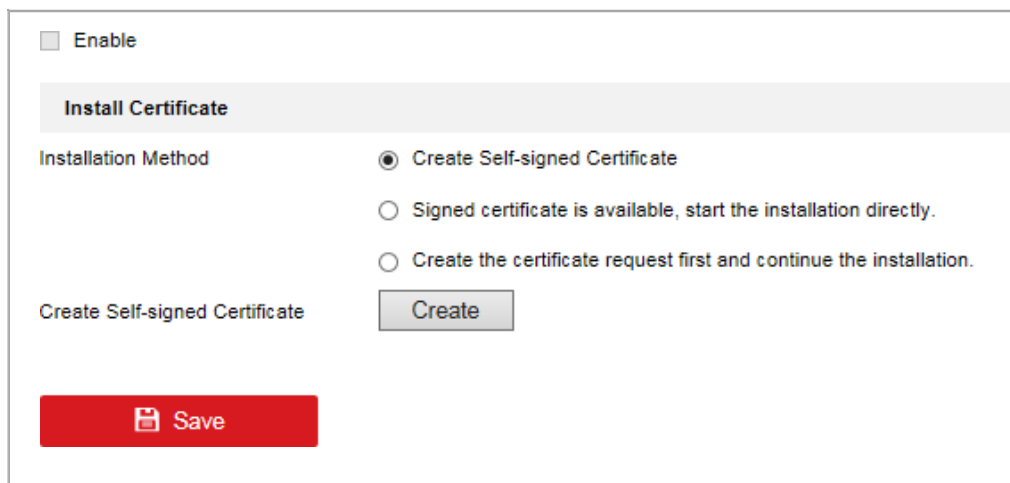 Enable
Install Certificate
Installation Method
Create Self-signed Certificate
Signed certificate is available, start the installation directly.
Create the certificate request first and continue the installation.
Create Self-signed Certificate
Create
Save